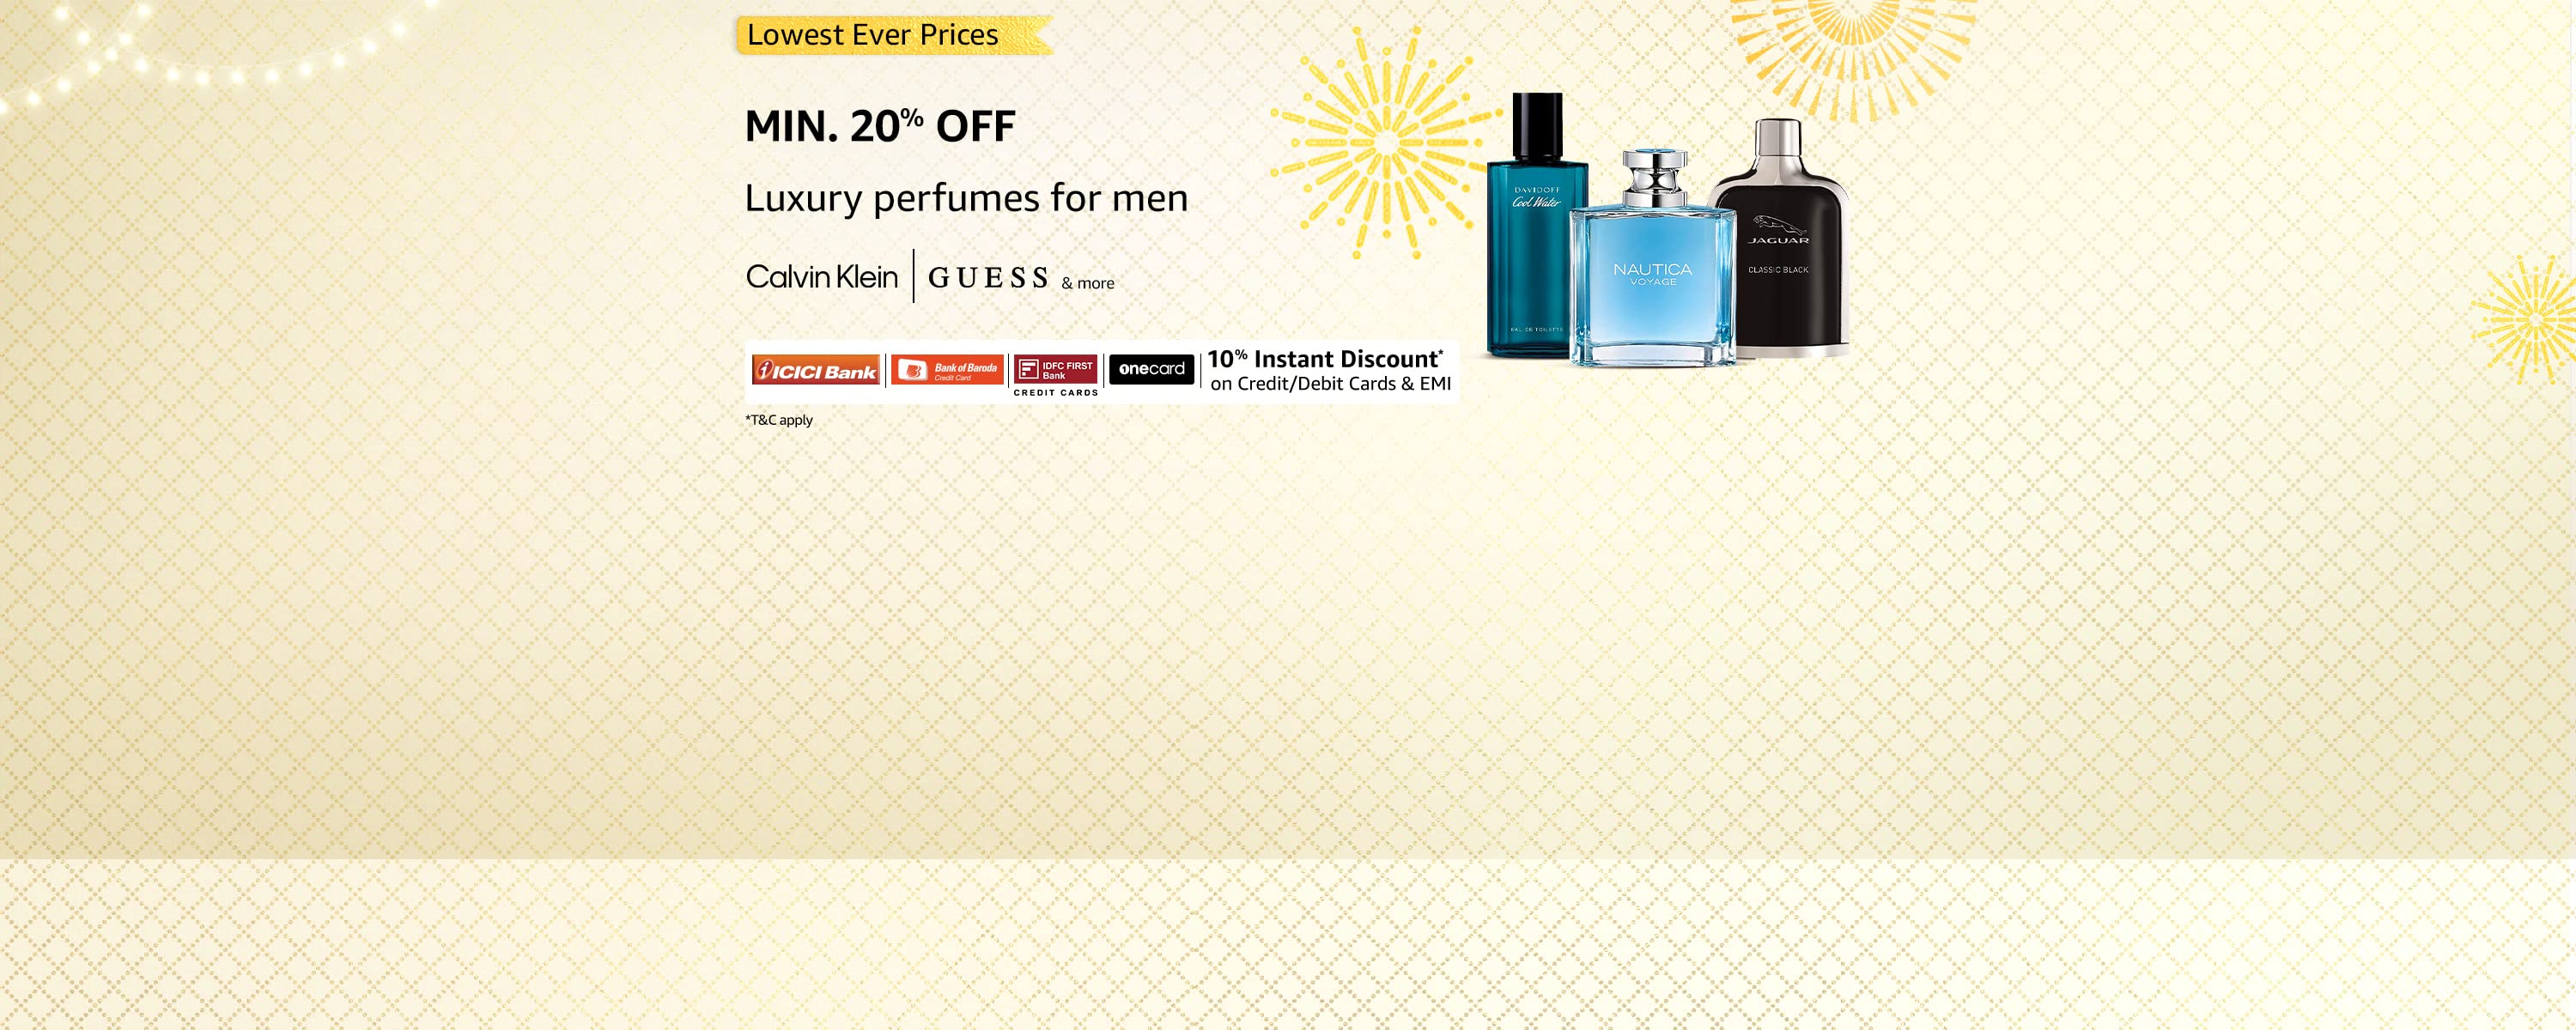 Lowest Ever Prices
MIN. 20% OFF
Luxury perfumes for men
Calvin Klein | GUESS & more
ICICI Bank
Bank of Baroda
Credit Card
IDFC FIRST
Bank
CREDIT CARDS
onecard
10% Instant Discount*
on Credit/Debit Cards & EMI
*T&C apply
DAVIDOFF
Cool Water
EAU DE TOILETTE
NAUTICA
VOYAGE
JAGUAR
CLASSIC BLACK